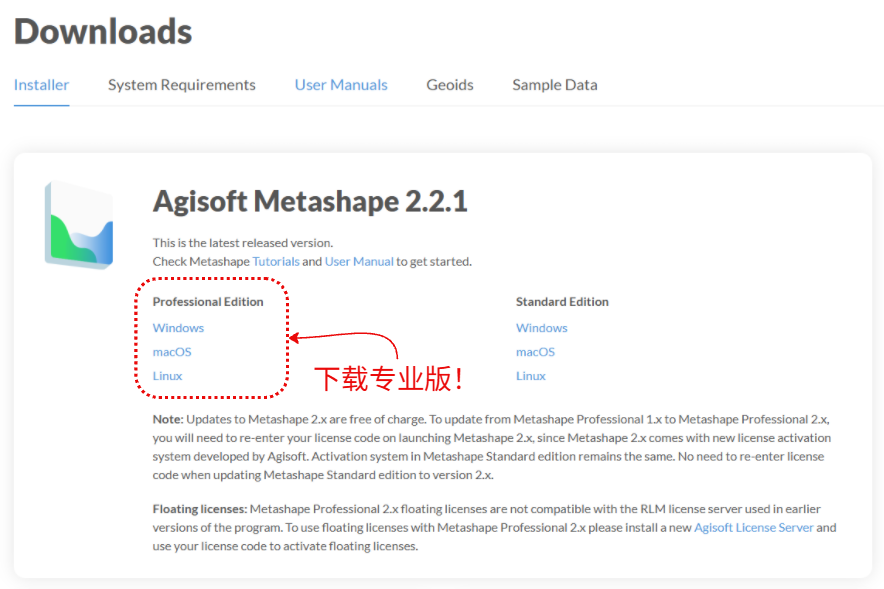 Downloads
Installer System Requirements User Manuals Geoids Sample Data
Agisoft Metashape 2.2.1
This is the latest released version.
Check Metashape Tutorials and User Manual to get started.
Professional Edition Standard Edition
Windows Windows
macOS macOS
Linux Linux
下载专业版！
Note: Updates to Metashape 2.x are free of charge. To update from Metashape Professional 1.x to Metashape Professional 2.x,
you will need to re-enter your license code on launching Metashape 2.x, since Metashape 2.x comes with new license activation
system developed by Agisoft. Activation system in Metashape Standard edition remains the same. No need to re-enter license
code when updating Metashape Standard edition to version 2.x.
Floating licenses: Metashape Professional 2.x floating licenses are not compatible with the RLM license server used in earlier
versions of the program. To use floating licenses with Metashape Professional 2.x please install a new Agisoft License Server and
use your license code to activate floating licenses.